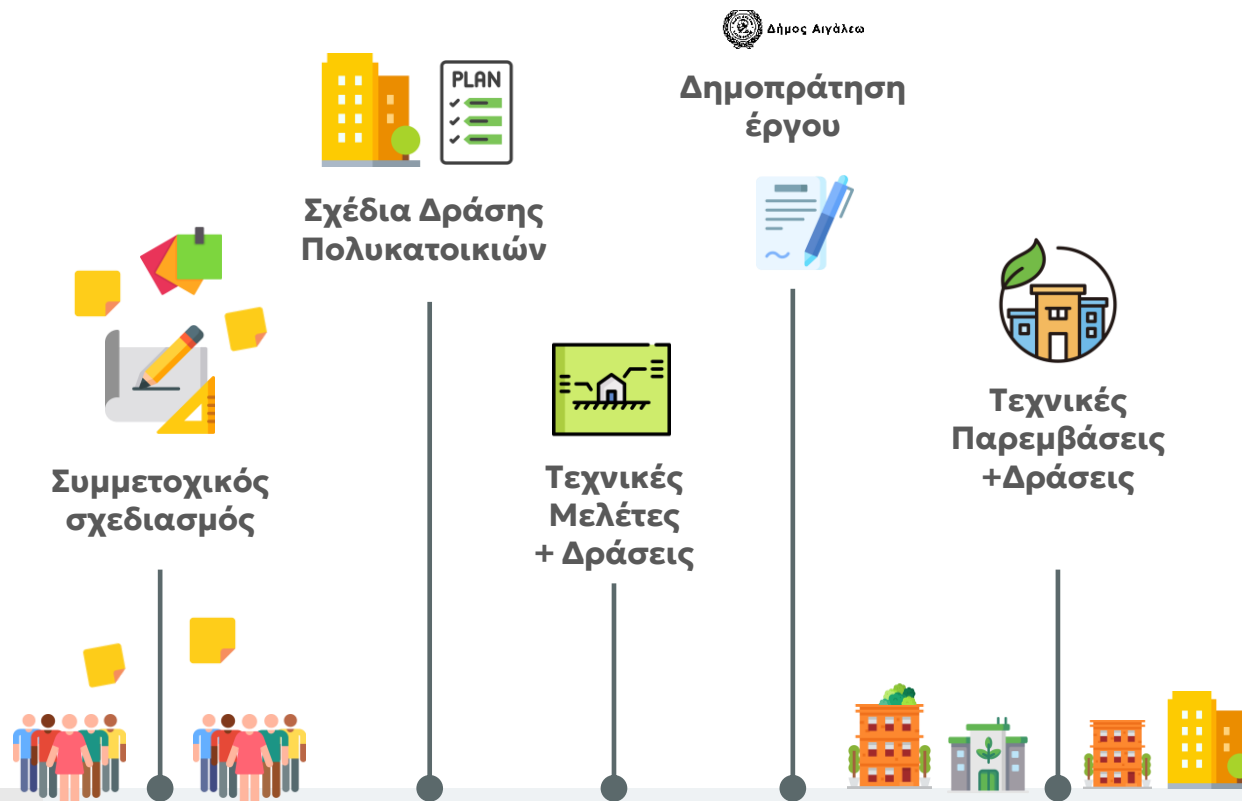 Δήμος Αιγάλεω
Δημοπράτηση
έργου
PLAN
Σχέδια Δράσης
Πολυκατοικιών
Συμμετοχικός
σχεδιασμός
Τεχνικές
Μελέτες
+ Δράσεις
Τεχνικές
Παρεμβάσεις
+Δράσεις